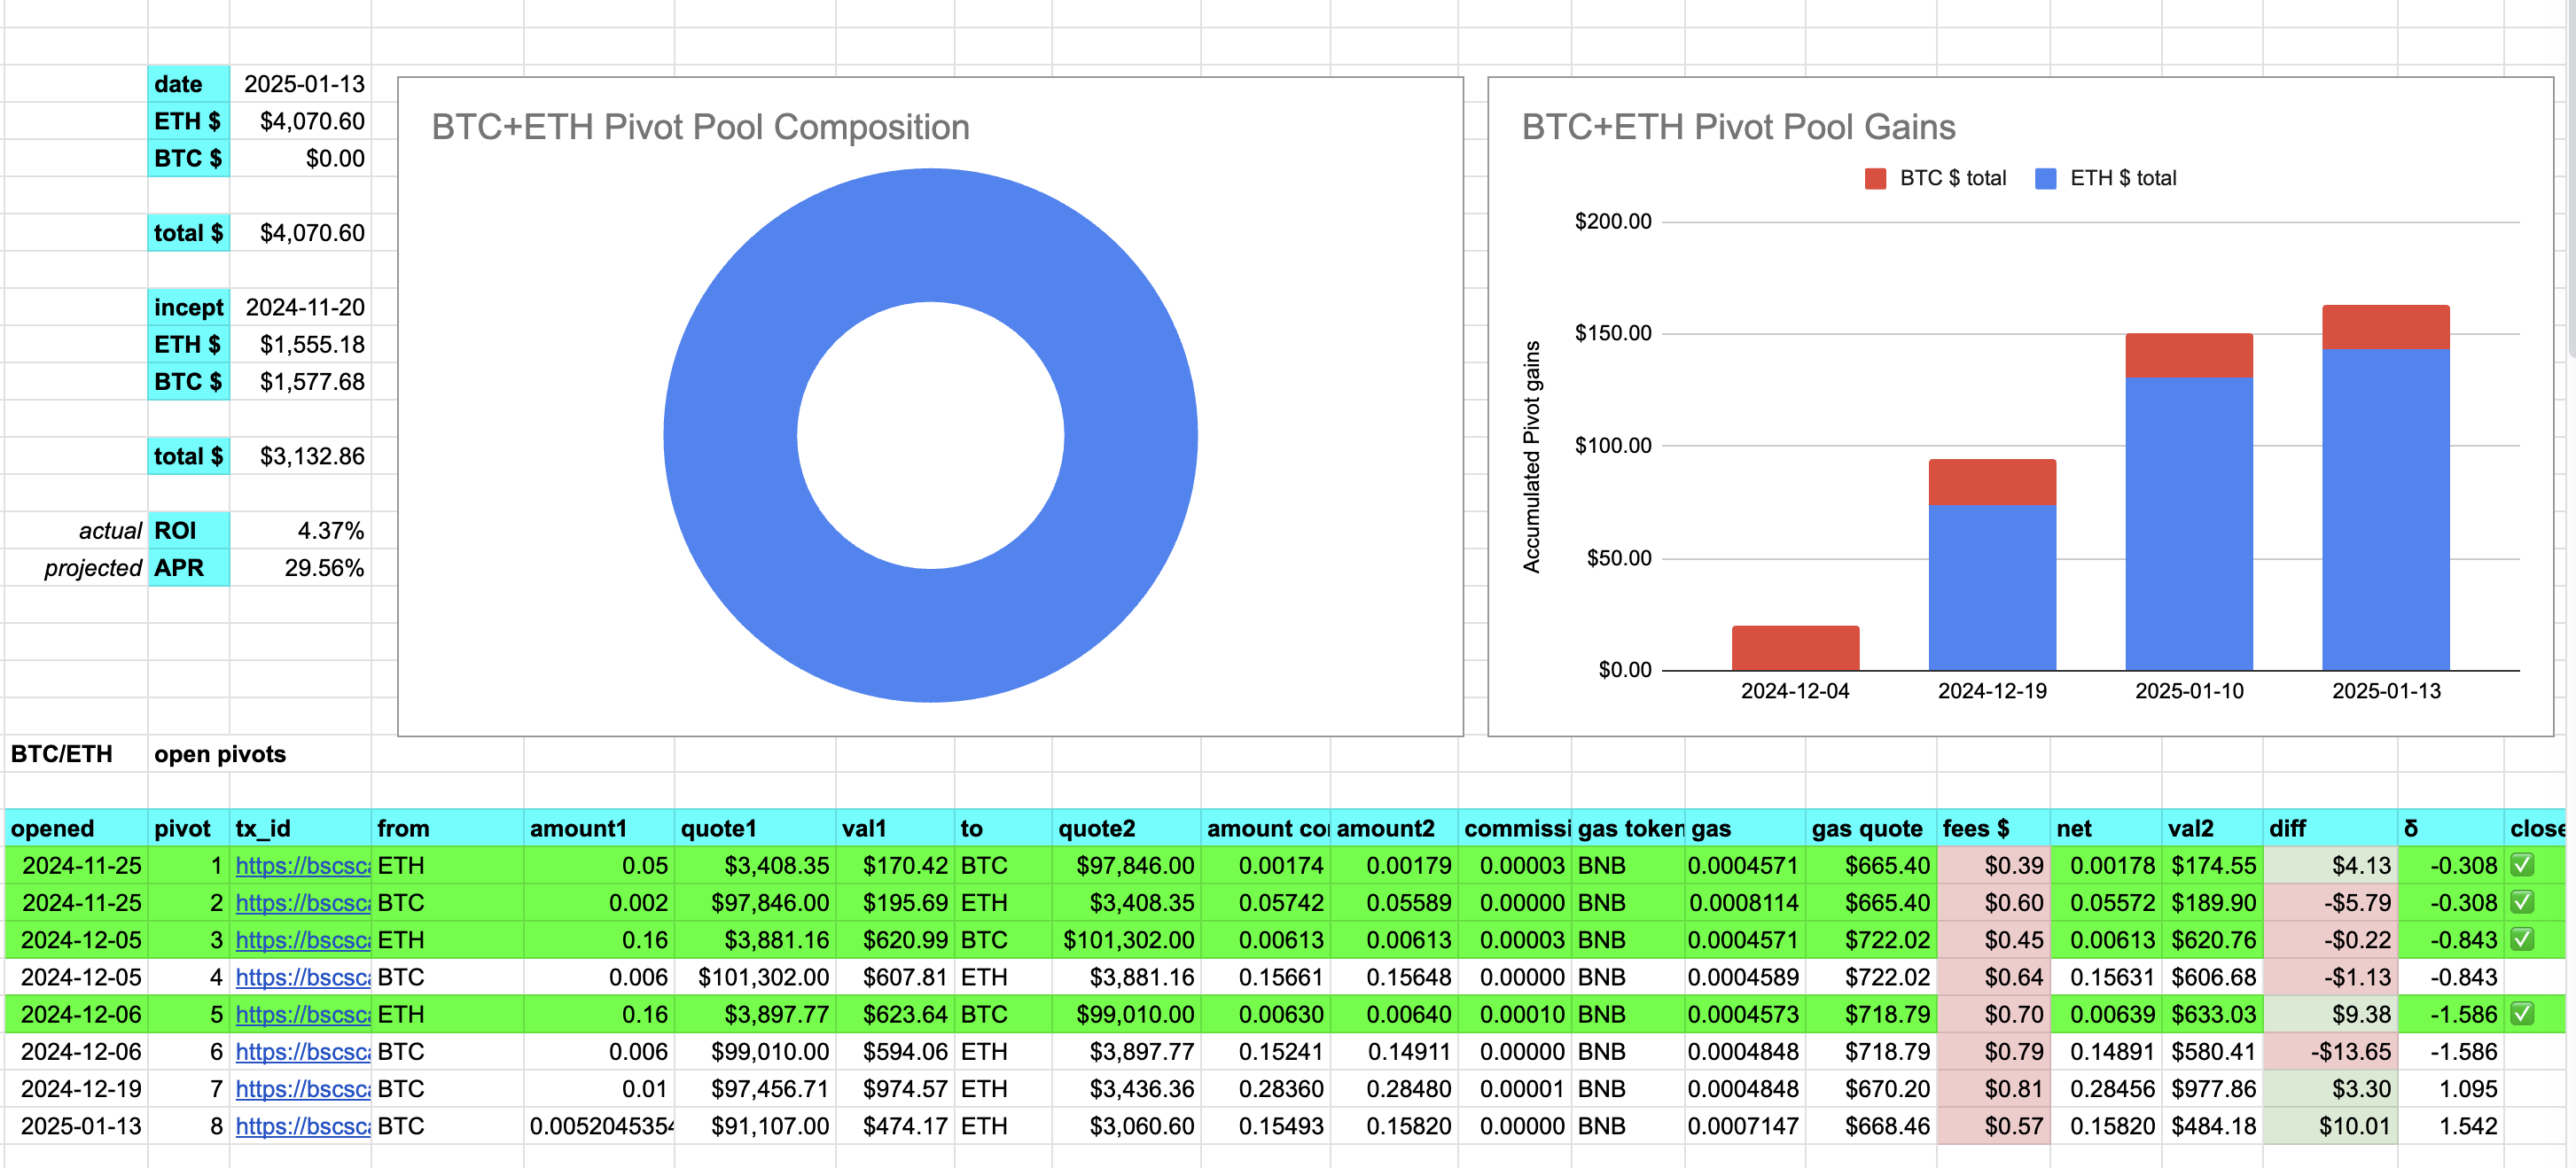 date 2025-01-13
ETH $ $4,070.60
BTC $ $0.00
total $ $4,070.60
incept 2024-11-20
ETH $ $1,555.18
BTC $ $1,577.68
total $ $3,132.86
actual ROI 4.37%
projected APR 29.56%
BTC+ETH Pivot Pool Composition
BTC+ETH Pivot Pool Gains
BTC $ total ETH $ total
Accumulated Pivot gains
$200.00
$150.00
$100.00
$50.00
$0.00
2024-12-04 2024-12-19 2025-01-10 2025-01-13
BTC/ETH open pivots
opened pivot tx_id from amount1 quote1 val1 to quote2 amount coi amount2 commissi gas token gas gas quote fees $ net val2 diff δ close
2024-11-25 1 https://bscsca ETH 0.05 $3,408.35 $170.42 BTC $97,846.00 0.00174 0.00179 0.00003 BNB 0.0004571 $665.40 $0.39 0.00178 $174.55 $4.13 -0.308 ✅
2024-11-25 2 https://bscsca BTC 0.002 $97,846.00 $195.69 ETH $3,408.35 0.05742 0.05589 0.00000 BNB 0.0008114 $665.40 $0.60 0.05572 $189.90 -$5.79 -0.308 ✅
2024-12-05 3 https://bscsca ETH 0.16 $3,881.16 $620.99 BTC $101,302.00 0.00613 0.00613 0.00003 BNB 0.0004571 $722.02 $0.45 0.00613 $620.76 -$0.22 -0.843 ✅
2024-12-05 4 https://bscsca BTC 0.006 $101,302.00 $607.81 ETH $3,881.16 0.15661 0.15648 0.00000 BNB 0.0004589 $722.02 $0.64 0.15631 $606.68 -$1.13 -0.843
2024-12-06 5 https://bscsca ETH 0.16 $3,897.77 $623.64 BTC $99,010.00 0.00630 0.00640 0.00010 BNB 0.0004573 $718.79 $0.70 0.00639 $633.03 $9.38 -1.586 ✅
2024-12-06 6 https://bscsca BTC 0.006 $99,010.00 $594.06 ETH $3,897.77 0.15241 0.14911 0.00000 BNB 0.0004848 $718.79 $0.79 0.14891 $580.41 -$13.65 -1.586
2024-12-19 7 https://bscsca BTC 0.01 $97,456.71 $974.57 ETH $3,436.36 0.28360 0.28480 0.00001 BNB 0.0004848 $670.20 $0.81 0.28456 $977.86 $3.30 1.095
2025-01-13 8 https://bscsca BTC 0.0052045354 $91,107.00 $474.17 ETH $3,060.60 0.15493 0.15820 0.00000 BNB 0.0007147 $668.46 $0.57 0.15820 $484.18 $10.01 1.542